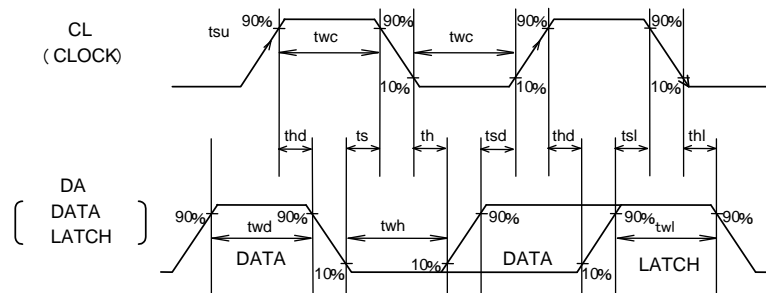 CL
(CLOCK)
tsu
90%
twc
90%
twc
90%
90%
10%
10%
10%
t
thd
ts
th
tsd
thd
tsl
thl
DA
DATA
LATCH
90%
twd
90%
twh
90%
90%
twl
90%
DATA
10%
10%
DATA
10%
LATCH